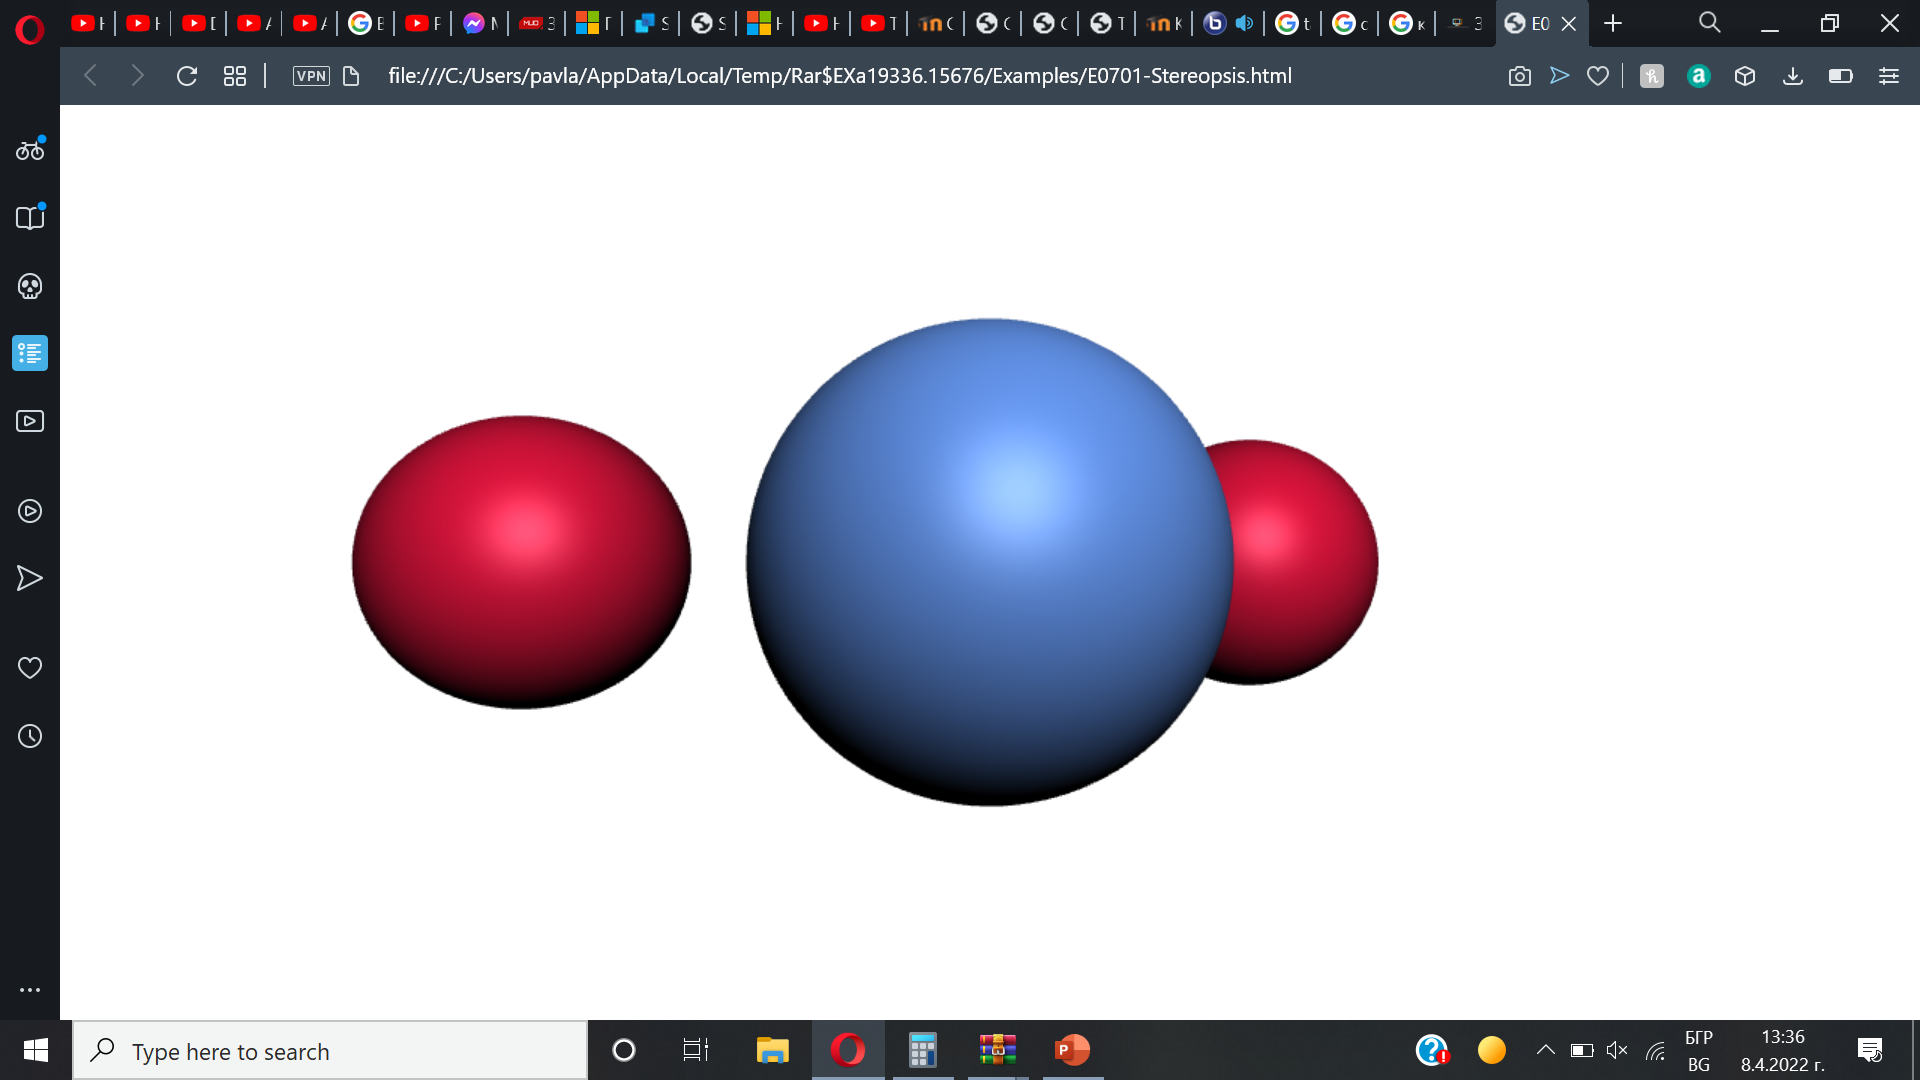 E0
VPN
file:///C:/Users/pavla/AppData/Local/Temp/Rar$EXa19336.15676/Examples/E0701-Stereopsis.html
Type here to search
БГР
BG
13:36
8.4.2022 г.